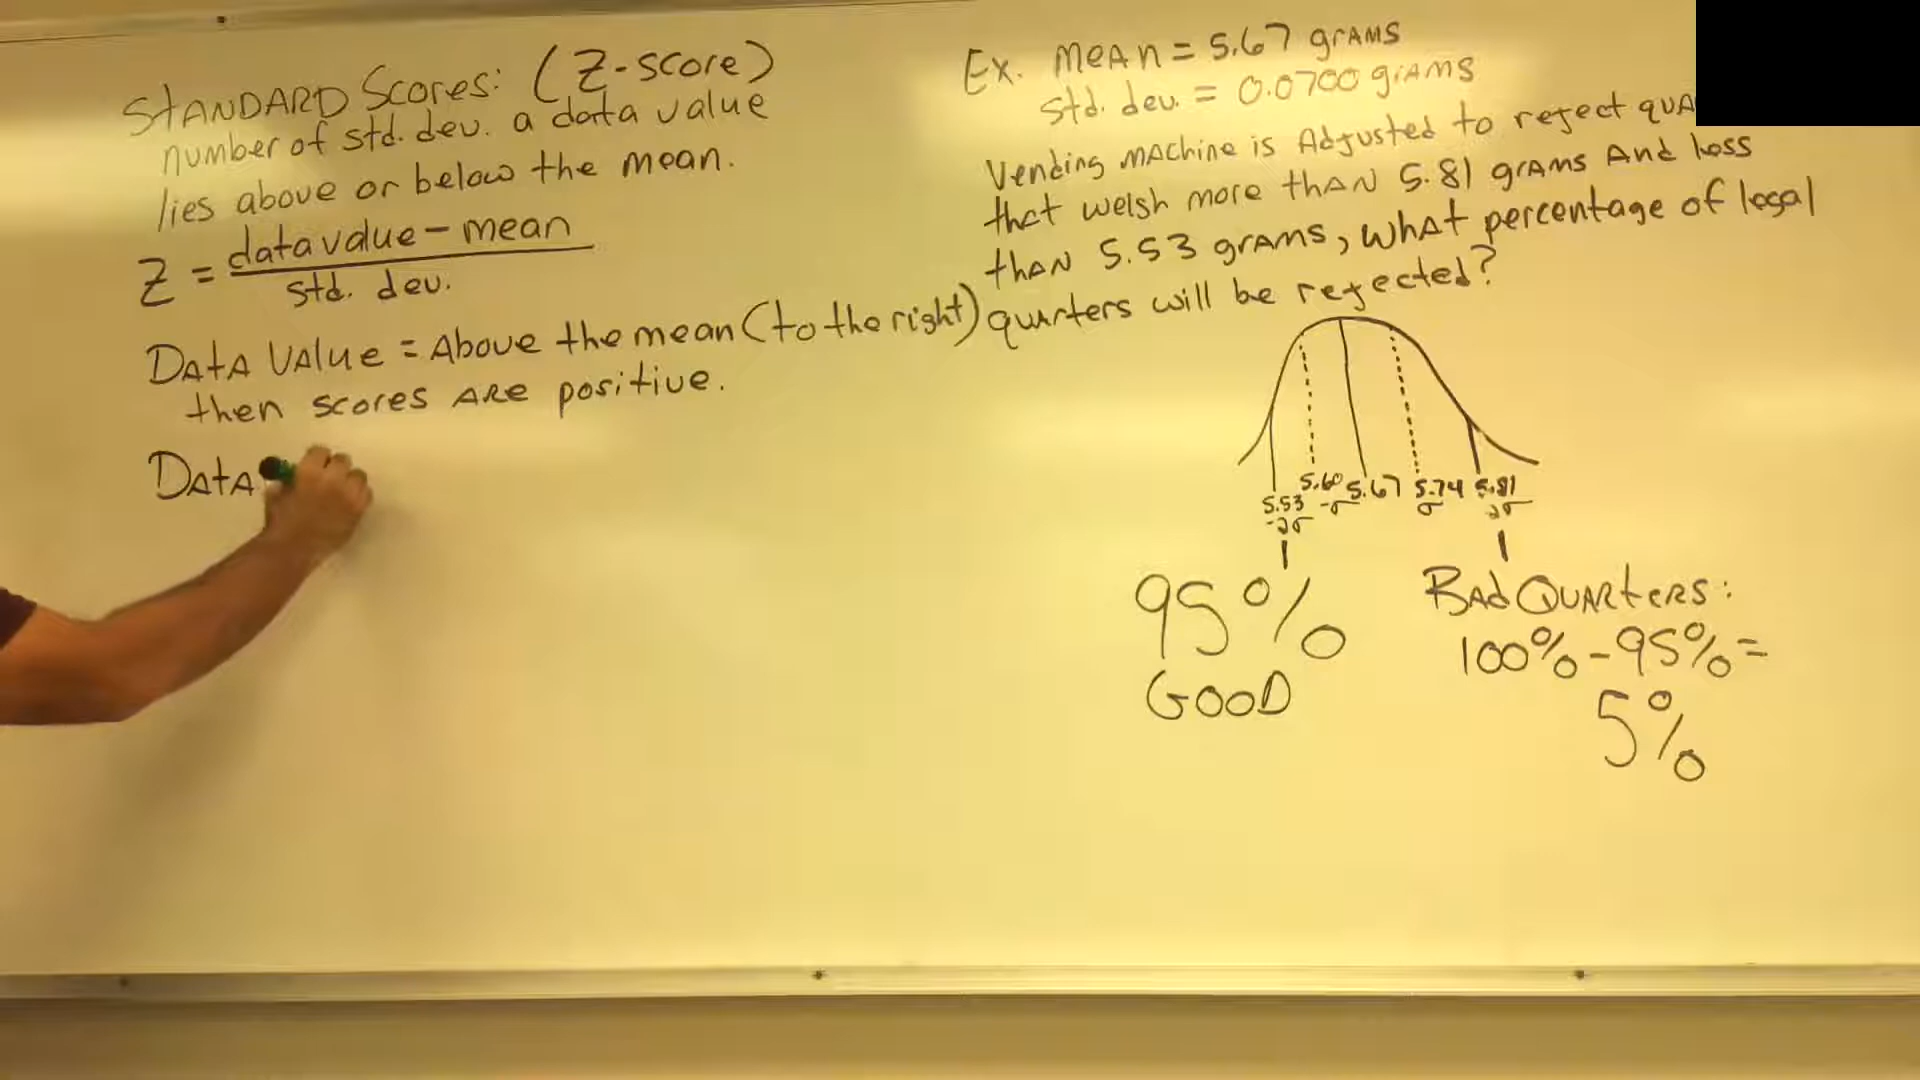 STANDARD Scores: (Z-score)
number of std. dev. a data value
lies above or below the mean.
Z = data value - mean
std. dev.
DATA VALUE = Above the mean (to the right)
then scores ARE positive.
DATA
Ex. MEAN = 5.67 grAMS
std. dev. = 0.0700 grAMS
Vending MAchine is Adjusted to reject
that weigh more thAN 5.81 grAMS And less
thAN 5.53 grAMS, WhAt percentage of legal
quarters will be rejected?
5.53 5.60 5.67 5.74 5.81
-2σ -σ σ 2σ
95%
GOOD
BAd QUARtERS:
100% - 95% =
5%